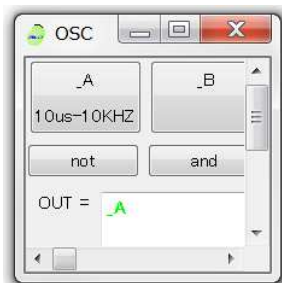 OSC
_A
_B
10us-10KHZ
not
and
OUT =
_A